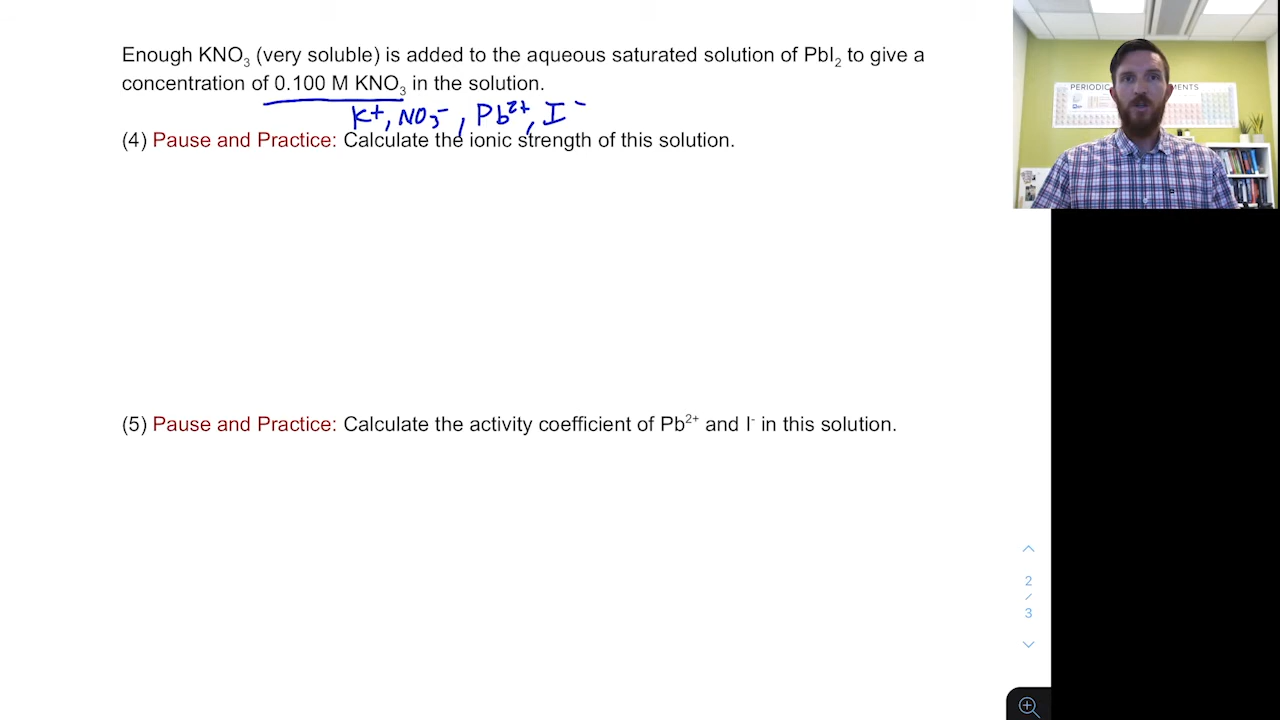 Enough KNO₃ (very soluble) is added to the aqueous saturated solution of PbI₂ to give a
concentration of 0.100 M KNO₃ in the solution.
K+, NO₃⁻, Pb²⁺, I⁻
(4) Pause and Practice: Calculate the ionic strength of this solution.
(5) Pause and Practice: Calculate the activity coefficient of Pb²⁺ and I⁻ in this solution.
2
/
3